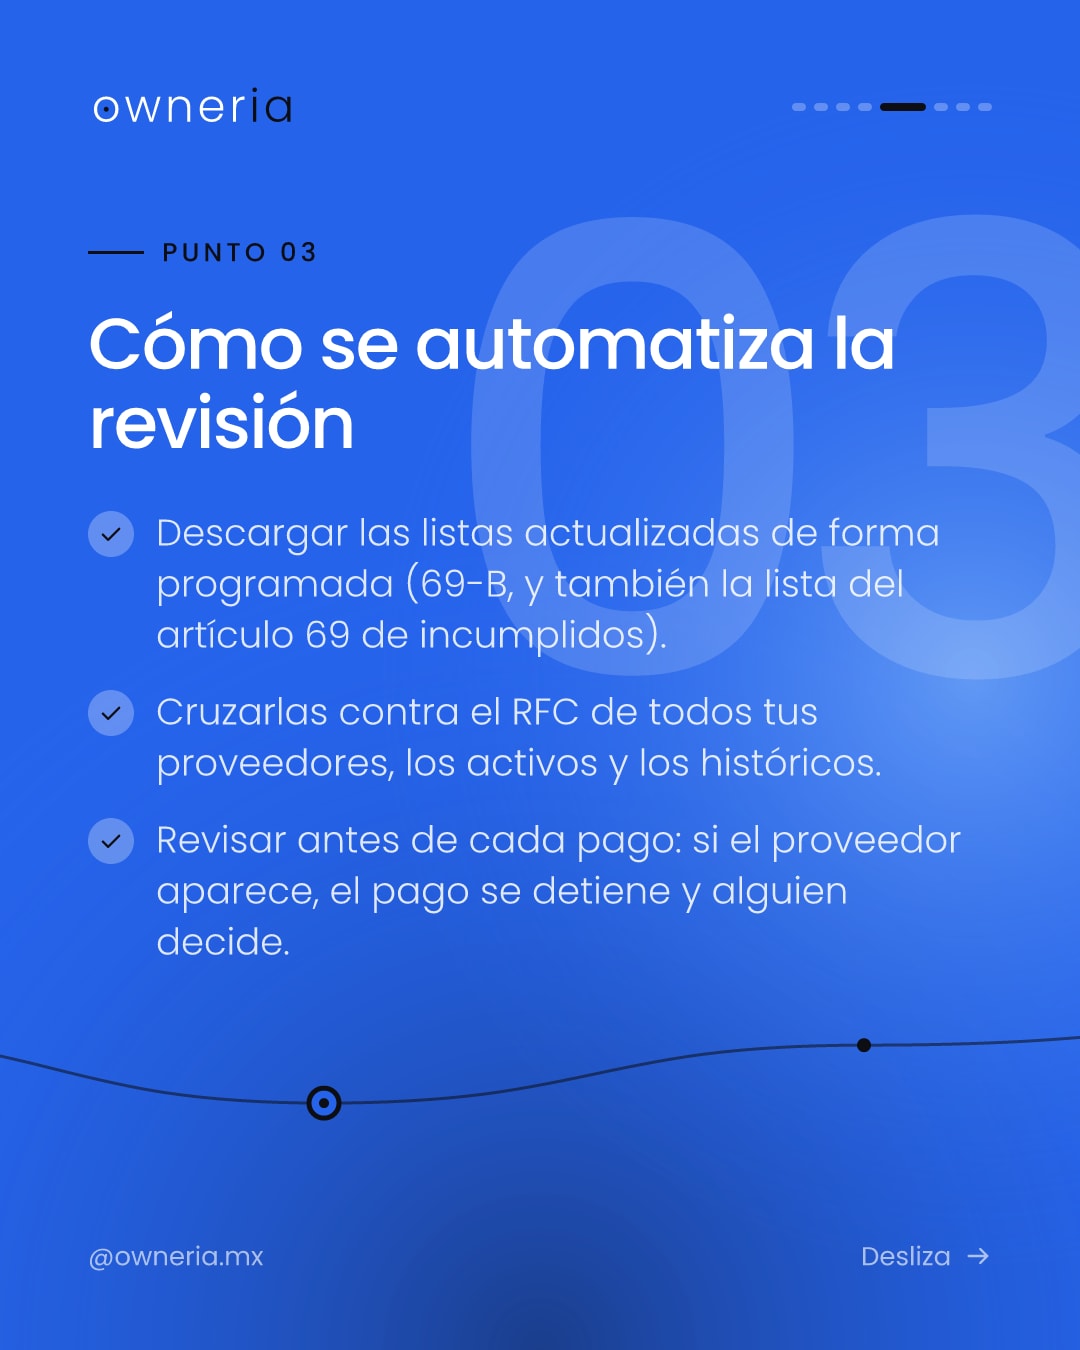 owneria
PUNTO 03
03
Cómo se automatiza la
revisión
Descargar las listas actualizadas de forma
programada (69-B, y también la lista del
artículo 69 de incumplidos).
Cruzarlas contra el RFC de todos tus
proveedores, los activos y los históricos.
Revisar antes de cada pago: si el proveedor
aparece, el pago se detiene y alguien
decide.
@owneria.mx
Desliza →